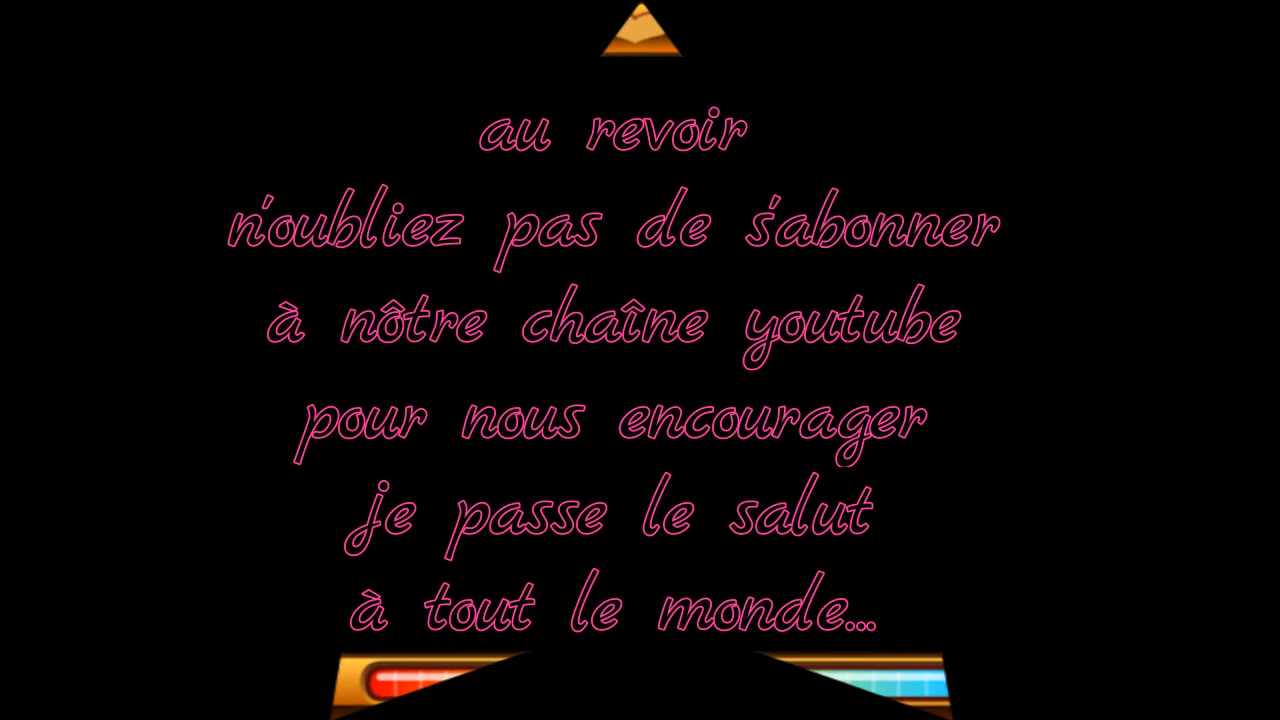 au revoir
n'oubliez pas de s'abonner
à nôtre chaîne youtube
pour nous encourager
je passe le salut
à tout le monde...